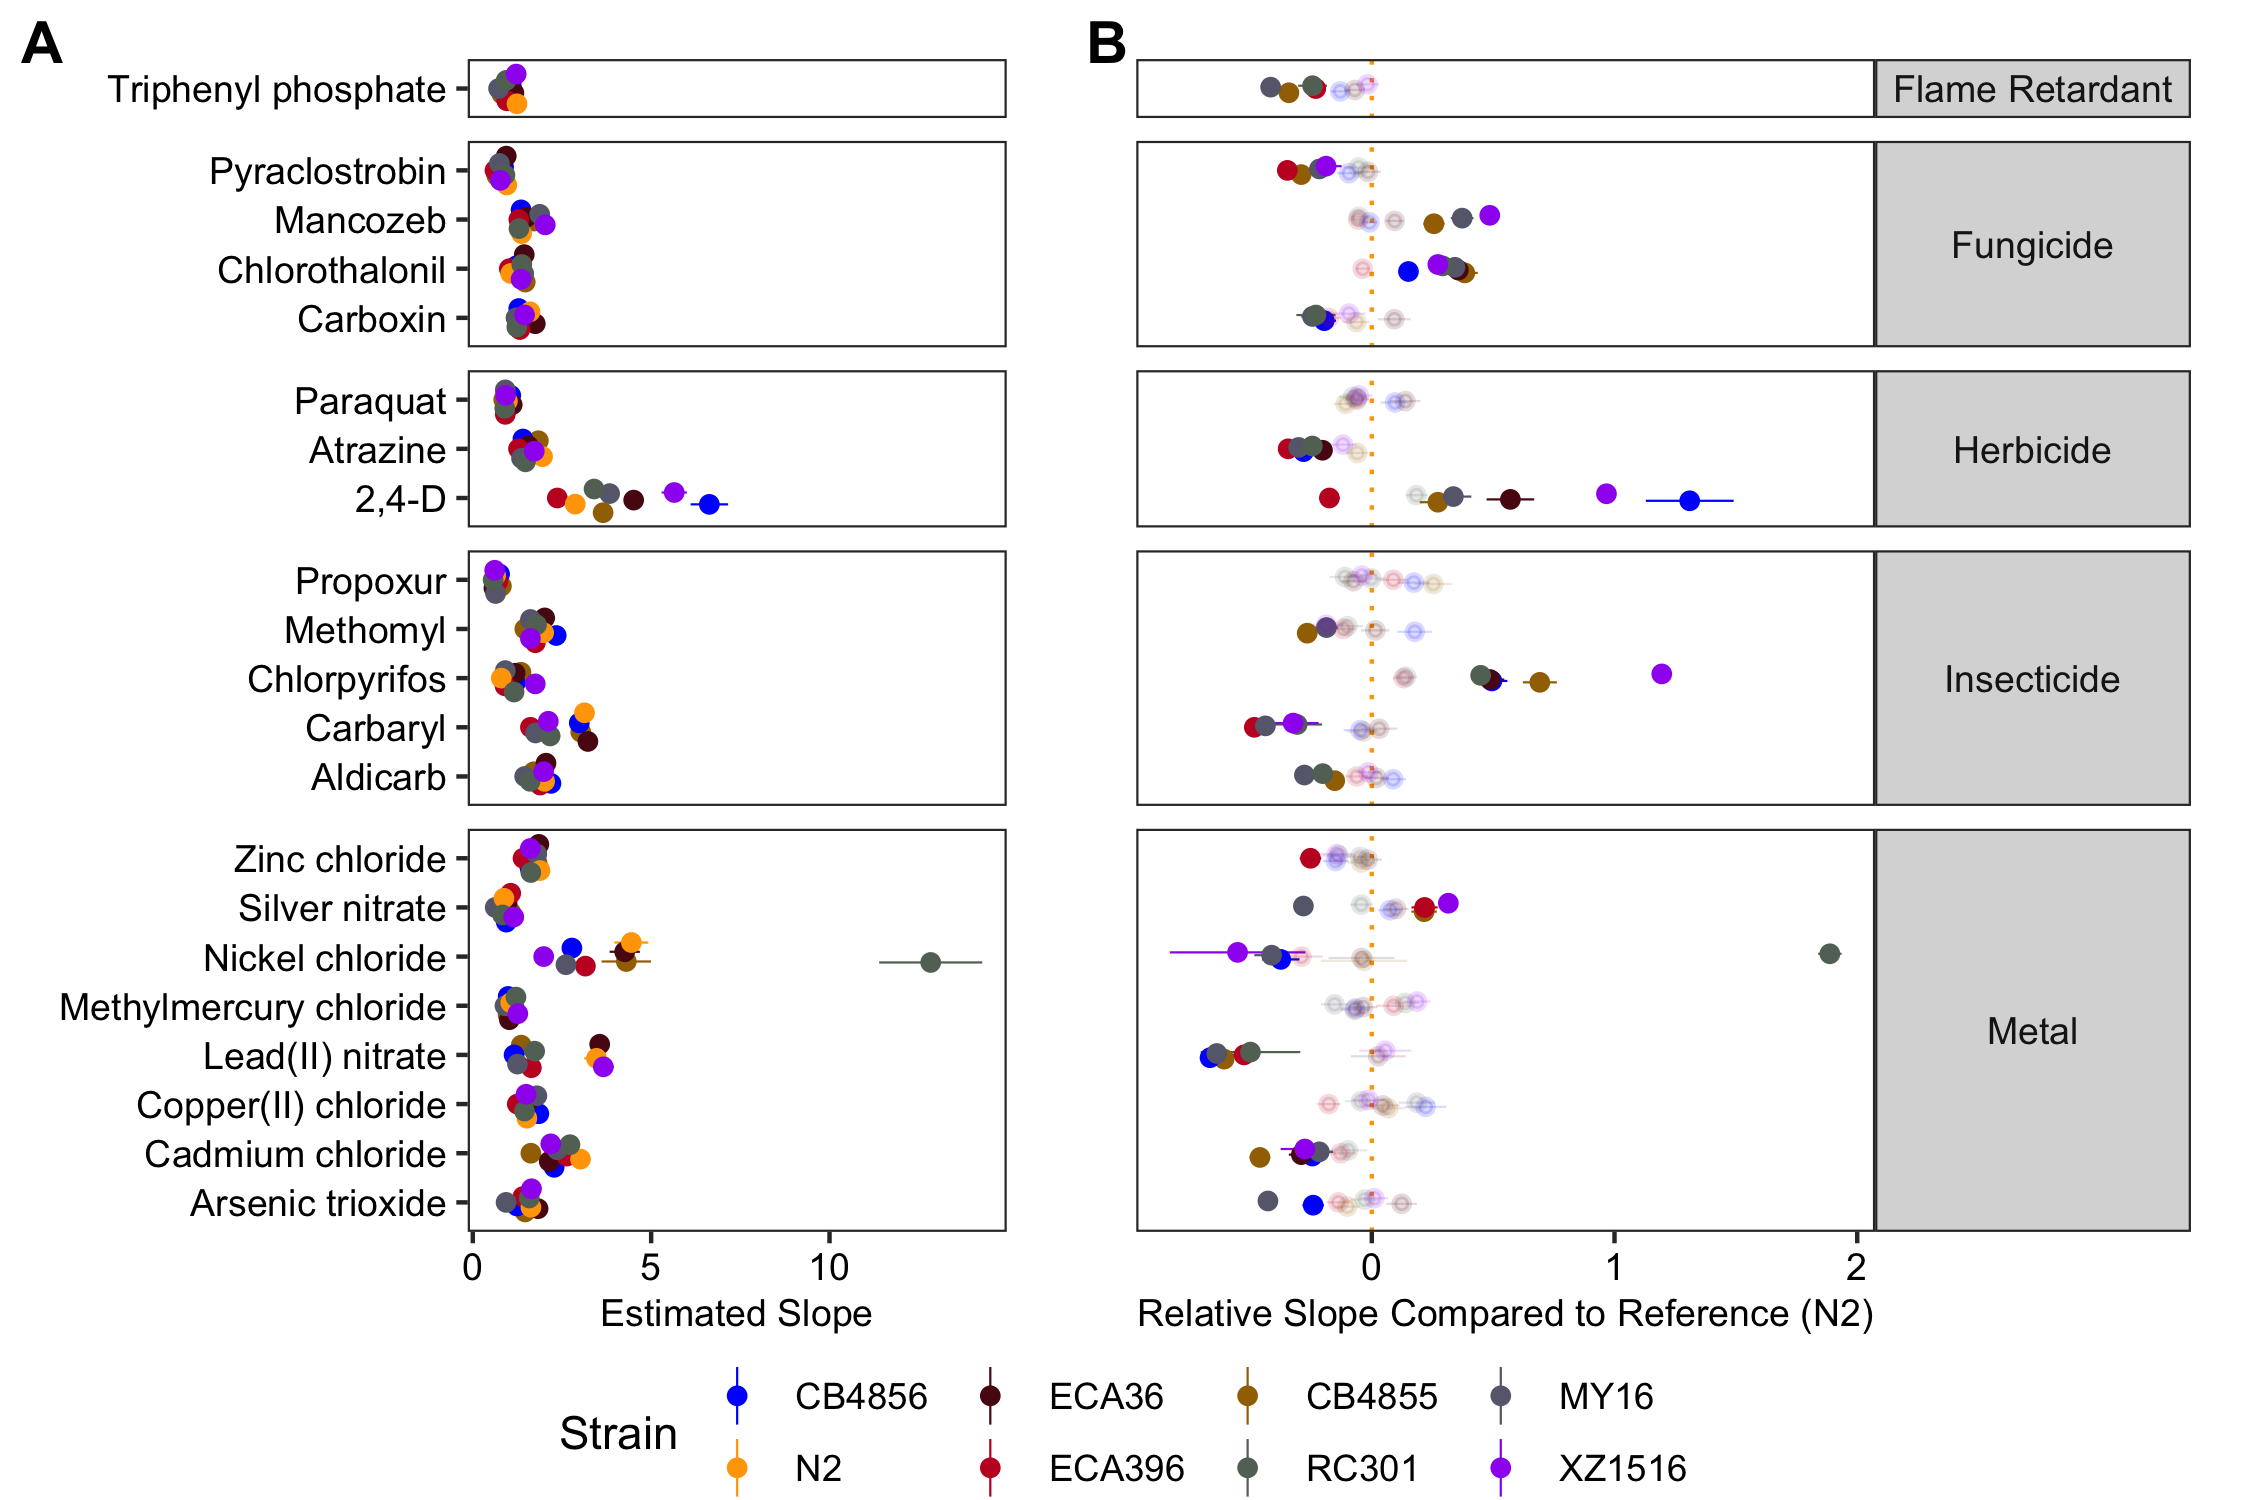 A
B
Triphenyl phosphate
Flame Retardant
Pyraclostrobin
Mancozeb
Chlorothalonil
Carboxin
Fungicide
Paraquat
Atrazine
2,4-D
Herbicide
Propoxur
Methomyl
Chlorpyrifos
Carbaryl
Aldicarb
Insecticide
Zinc chloride
Silver nitrate
Nickel chloride
Methylmercury chloride
Lead(II) nitrate
Copper(II) chloride
Cadmium chloride
Arsenic trioxide
Metal
0 5 10
Estimated Slope
0 1 2
Relative Slope Compared to Reference (N2)
Strain
CB4856 ECA36 CB4855 MY16
N2 ECA396 RC301 XZ1516